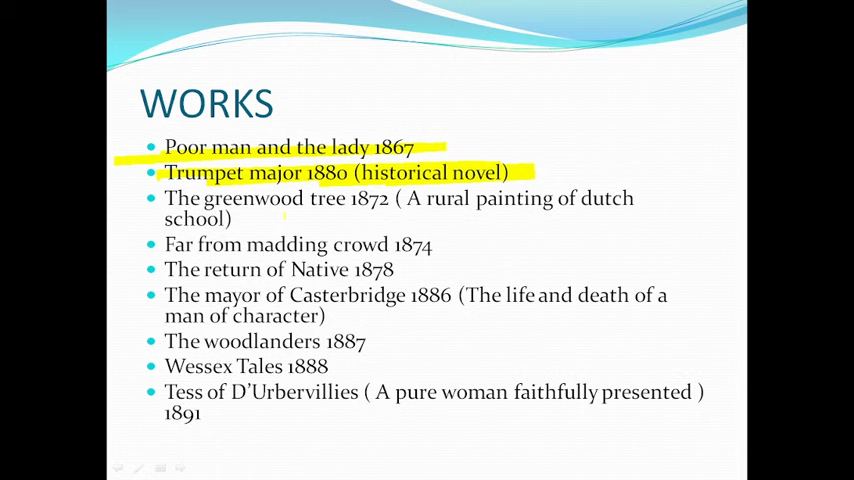 WORKS
Poor man and the lady 1867
Trumpet major 1880 (historical novel)
The greenwood tree 1872 ( A rural painting of dutch
school)
Far from madding crowd 1874
The return of Native 1878
The mayor of Casterbridge 1886 (The life and death of a
man of character)
The woodlanders 1887
Wessex Tales 1888
Tess of D'Urbervillies ( A pure woman faithfully presented )
1891